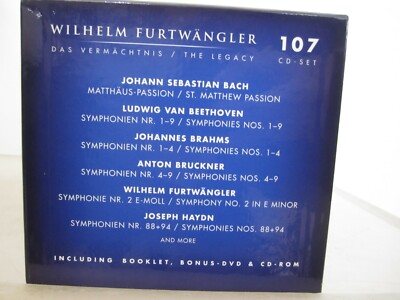 WILHELM FURTWÄNGLER 107
DAS VERMÄCHTNIS / THE LEGACY CD-SET
JOHANN SEBASTIAN BACH
MATTHÄUS-PASSION / ST. MATTHEW PASSION
LUDWIG VAN BEETHOVEN
SYMPHONIEN NR. 1–9 / SYMPHONIES NOS. 1–9
JOHANNES BRAHMS
SYMPHONIEN NR. 1–4 / SYMPHONIES NOS. 1–4
ANTON BRUCKNER
SYMPHONIEN NR. 4–9 / SYMPHONIES NOS. 4–9
WILHELM FURTWÄNGLER
SYMPHONIE NR. 2 E-MOLL / SYMPHONY NO. 2 IN E MINOR
JOSEPH HAYDN
SYMPHONIEN NR. 88+94 / SYMPHONIES NOS. 88+94
AND MORE
INCLUDING BOOKLET, BONUS-DVD & CD-ROM